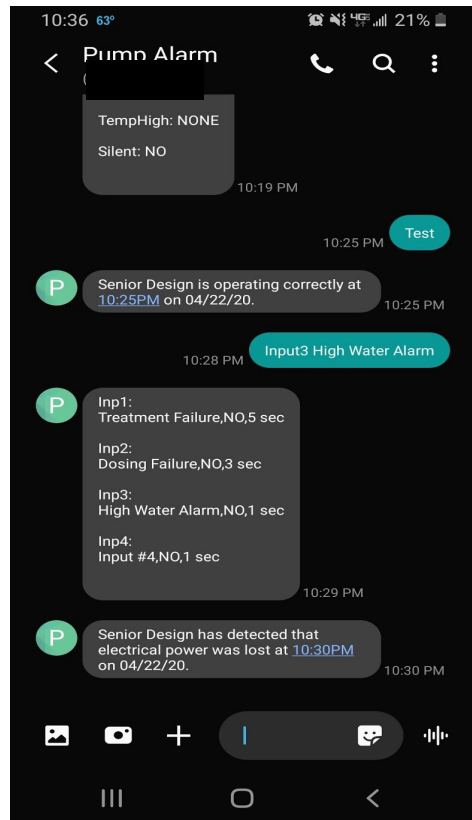 10:36 63° 21%
Pump Alarm
(
TempHigh: NONE
Silent: NO
10:19 PM
Test
10:25 PM
P
Senior Design is operating correctly at
10:25PM on 04/22/20.
10:25 PM
Input3 High Water Alarm
10:28 PM
P
Inp1:
Treatment Failure,NO,5 sec
Inp2:
Dosing Failure,NO,3 sec
Inp3:
High Water Alarm,NO,1 sec
Inp4:
Input #4,NO,1 sec
10:29 PM
P
Senior Design has detected that
electrical power was lost at 10:30PM
on 04/22/20.
10:30 PM